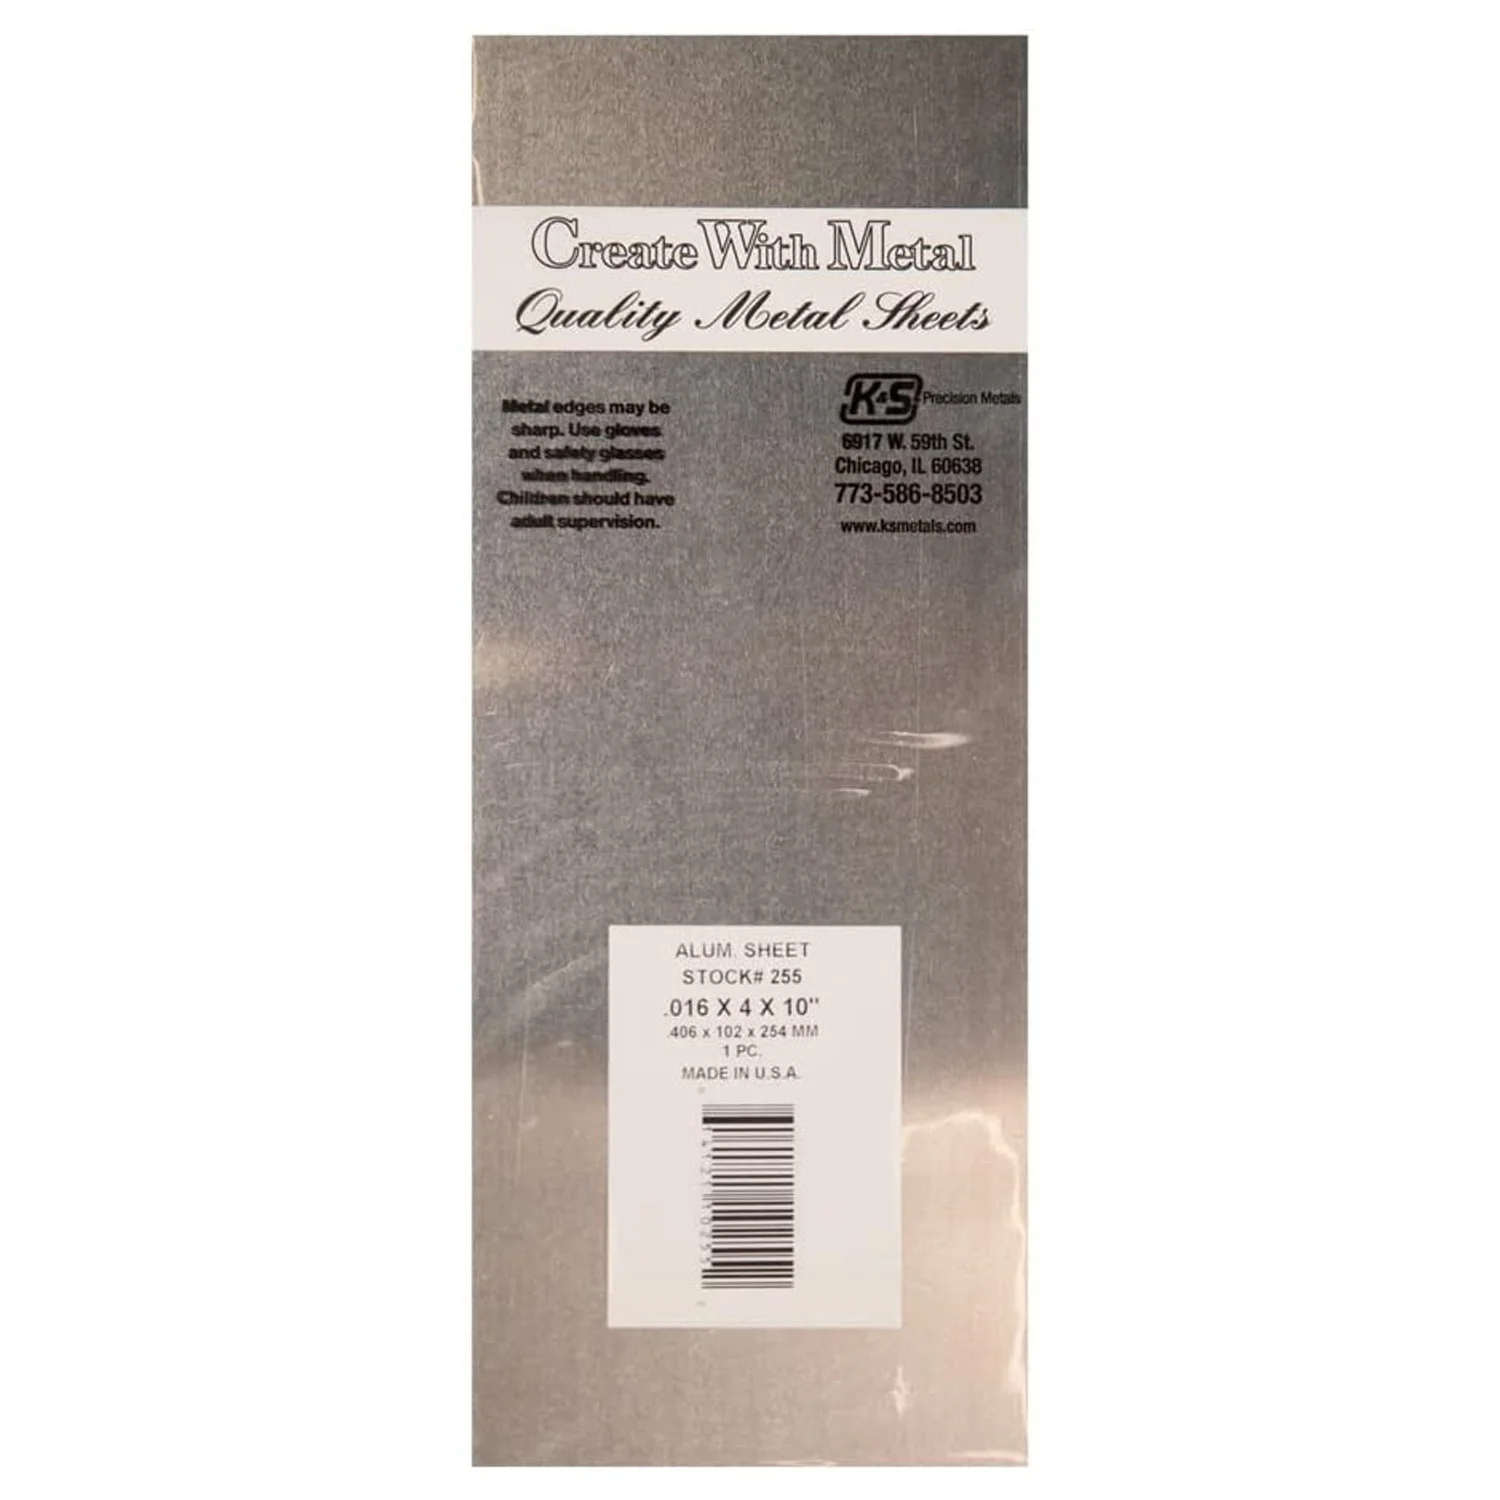 Create With Metal
Quality Metal Sheets
Metal edges may be
sharp. Use gloves
and safety glasses
when handling.
Children should have
adult supervision.
K&S Precision Metals
6917 W. 59th St.
Chicago, IL 60638
773-586-8503
www.ksmetals.com
ALUM. SHEET
STOCK# 255
.016 X 4 X 10"
.406 x 102 x 254 MM
1 PC.
MADE IN U.S.A.